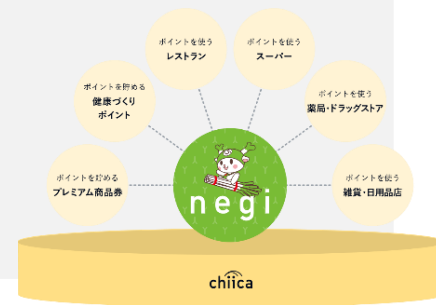 ポイントを使う
レストラン
ポイントを使う
スーパー
ポイントを貯める
健康づくり
ポイント
ポイントを使う
薬局・ドラッグストア
ポイントを貯める
プレミアム商品券
ポイントを使う
雑貨・日用品店
negi
chiica